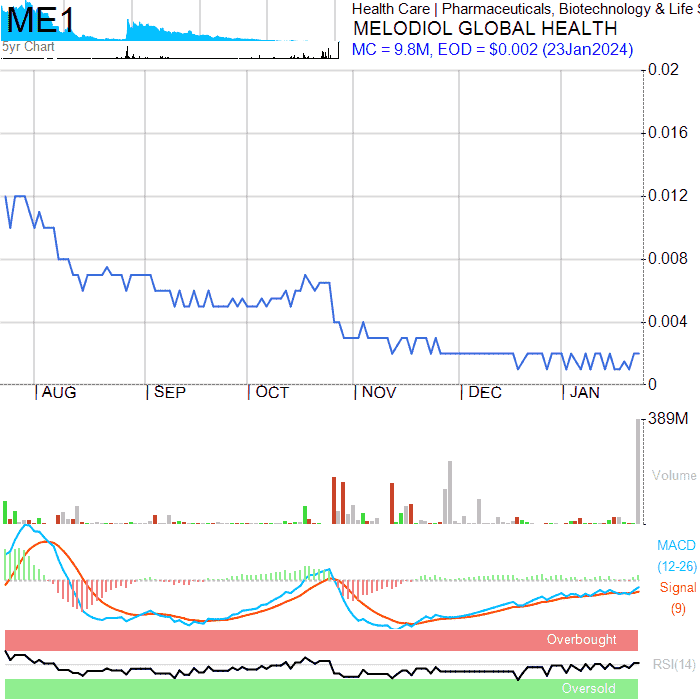 ME1
5yr Chart
Health Care | Pharmaceuticals, Biotechnology & Life S
MELODIOL GLOBAL HEALTH
MC = 9.8M, EOD = $0.002 (23Jan2024)
0.02
0.016
0.012
0.008
0.004
0
AUG SEP OCT NOV DEC JAN
389M
Volume
MACD
(12-26)
Signal
(9)
Overbought
RSI(14)
Oversold